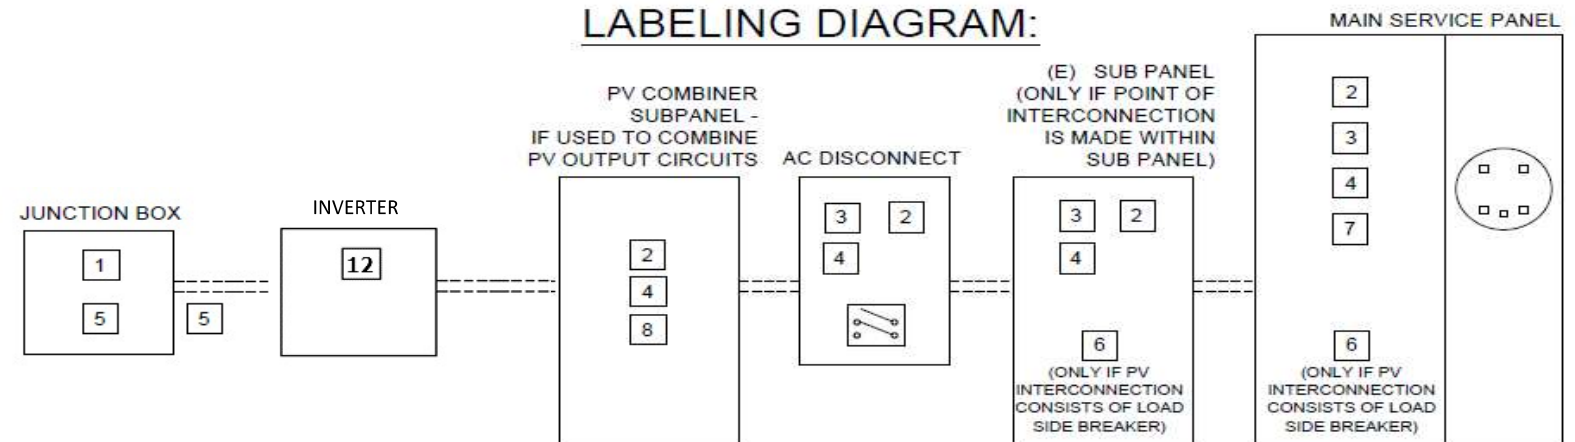 LABELING DIAGRAM:
JUNCTION BOX
1
5
5
INVERTER
12
PV COMBINER
SUBPANEL -
IF USED TO COMBINE
PV OUTPUT CIRCUITS
2
4
8
AC DISCONNECT
3 2
4
(E) SUB PANEL
(ONLY IF POINT OF
INTERCONNECTION
IS MADE WITHIN
SUB PANEL)
3 2
4
6
(ONLY IF PV
INTERCONNECTION
CONSISTS OF LOAD
SIDE BREAKER)
MAIN SERVICE PANEL
2
3
4
7
6
(ONLY IF PV
INTERCONNECTION
CONSISTS OF LOAD
SIDE BREAKER)